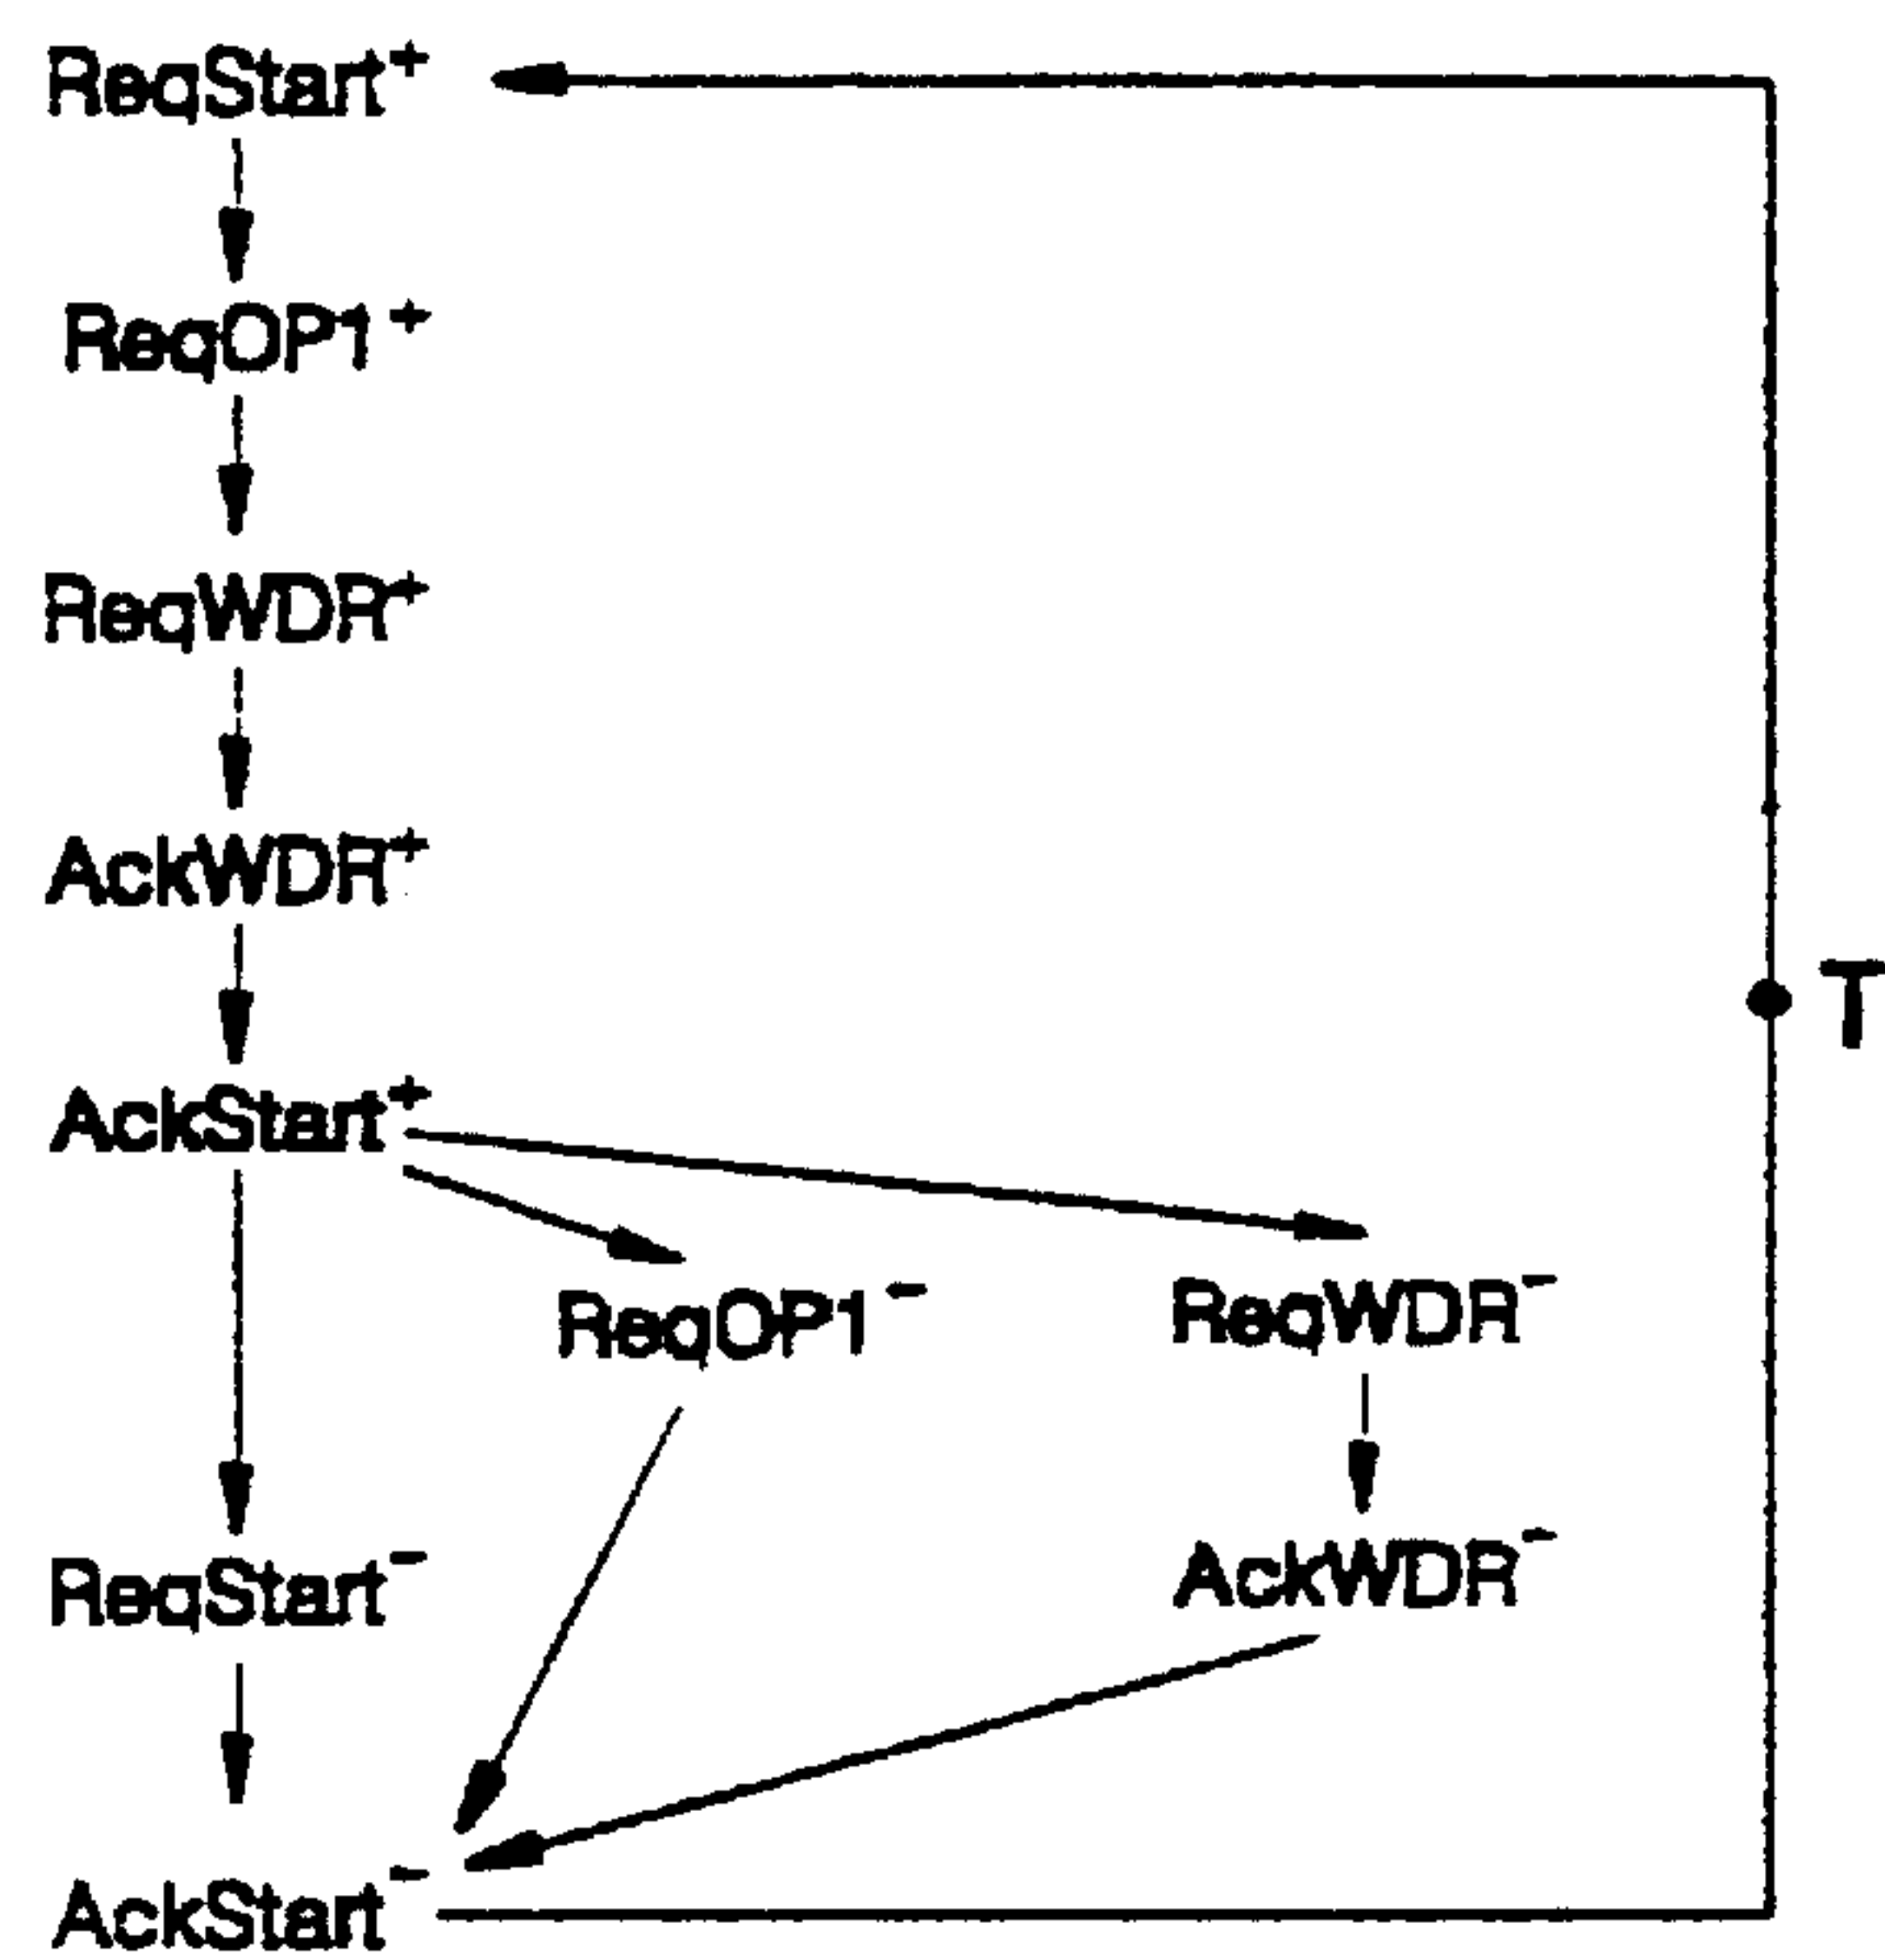 ReqStart+
ReqOP1+
ReqWDR+
AckWDR+
T
AckStart+
ReqOP1-
ReqWDR-
ReqStart-
AckWDR-
AckStart-